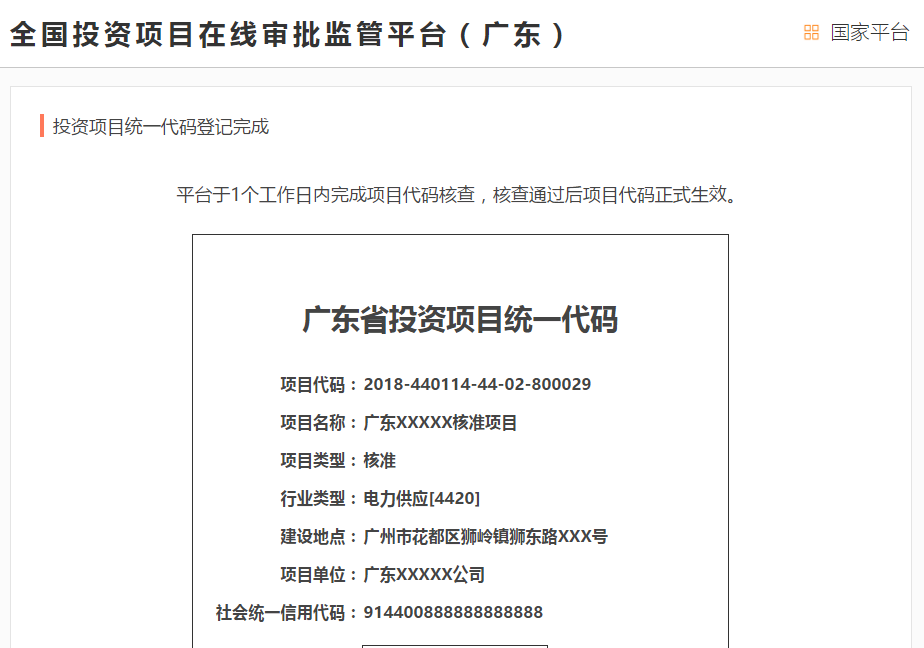 全国投资项目在线审批监管平台（广东）
国家平台
投资项目统一代码登记完成
平台于1个工作日内完成项目代码核查，核查通过后项目代码正式生效。
广东省投资项目统一代码
项目代码：2018-440114-44-02-800029
项目名称：广东XXXXX核准项目
项目类型：核准
行业类型：电力供应[4420]
建设地点：广州市花都区狮岭镇狮东路XXX号
项目单位：广东XXXXX公司
社会统一信用代码：914400888888888888